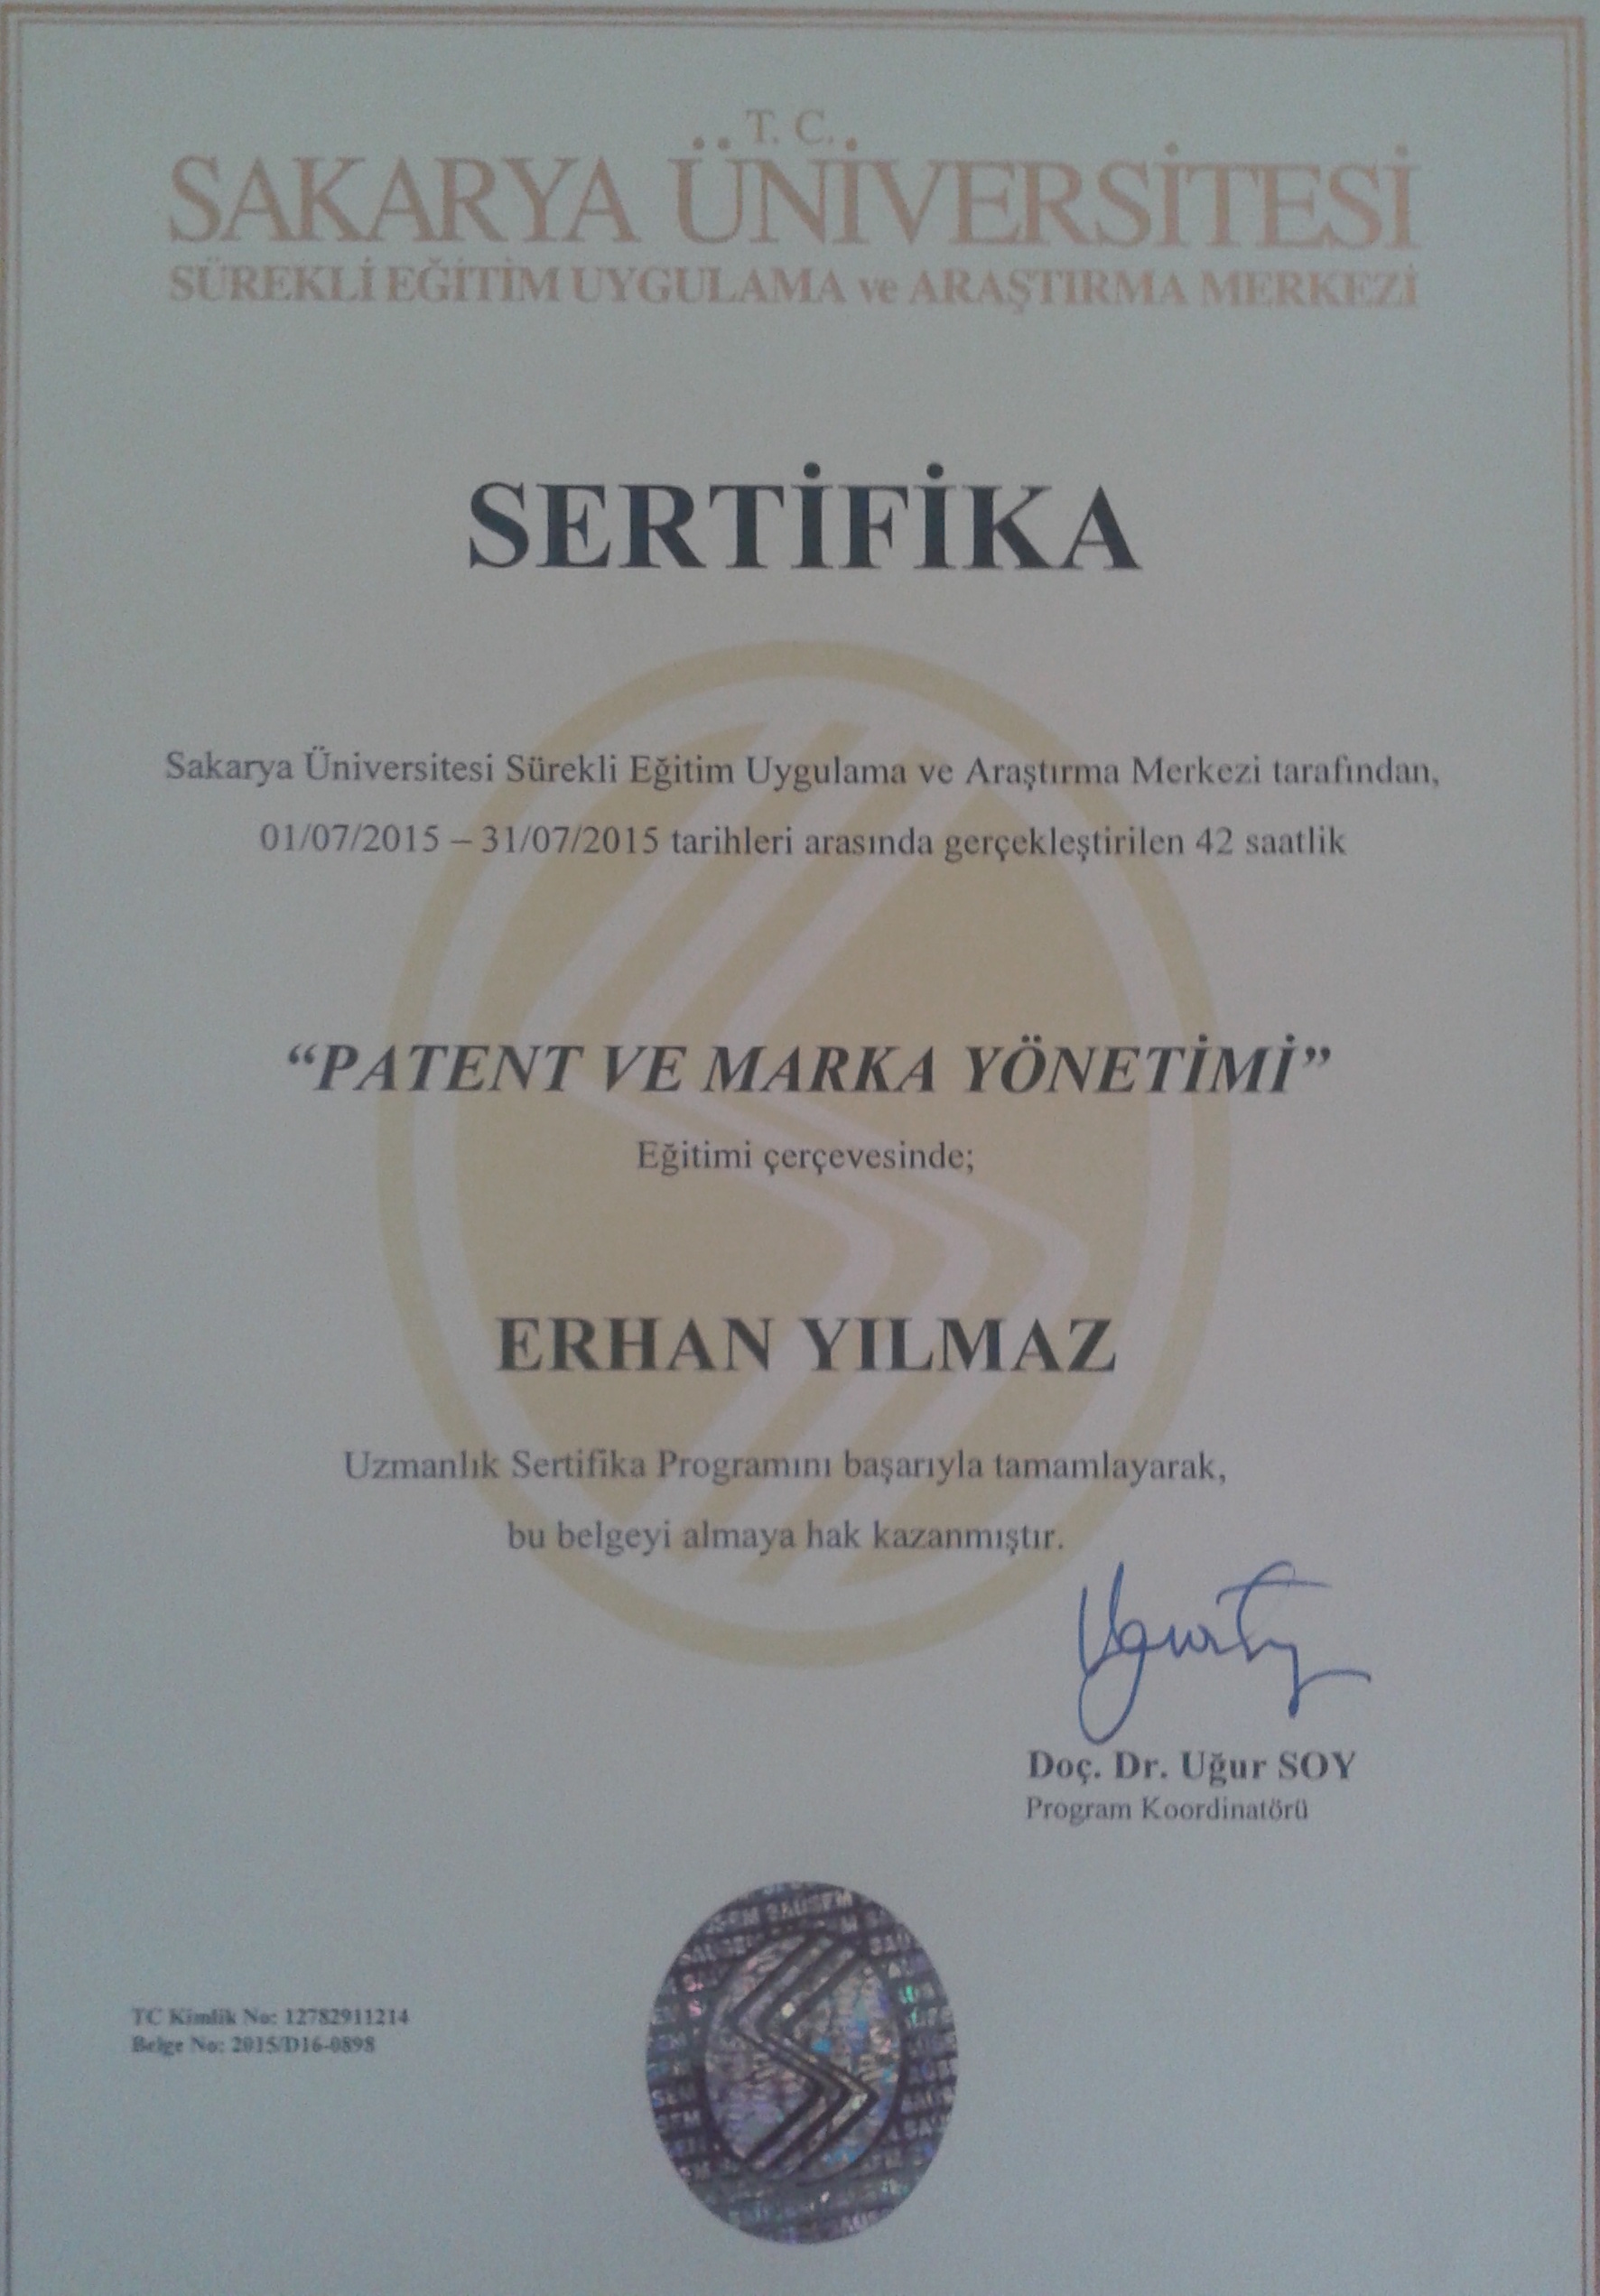 T. C.
SAKARYA ÜNİVERSİTESİ
SÜREKLİ EĞİTİM UYGULAMA ve ARAŞTIRMA MERKEZİ
SERTİFİKA
Sakarya Üniversitesi Sürekli Eğitim Uygulama ve Araştırma Merkezi tarafından,
01/07/2015 – 31/07/2015 tarihleri arasında gerçekleştirilen 42 saatlik
“PATENT VE MARKA YÖNETİMİ”
Eğitimi çerçevesinde;
ERHAN YILMAZ
Uzmanlık Sertifika Programını başarıyla tamamlayarak,
bu belgeyi almaya hak kazanmıştır.
Doç. Dr. Uğur SOY
Program Koordinatörü
TC Kimlik No: 12782911214
Belge No: 2015/D16-0898